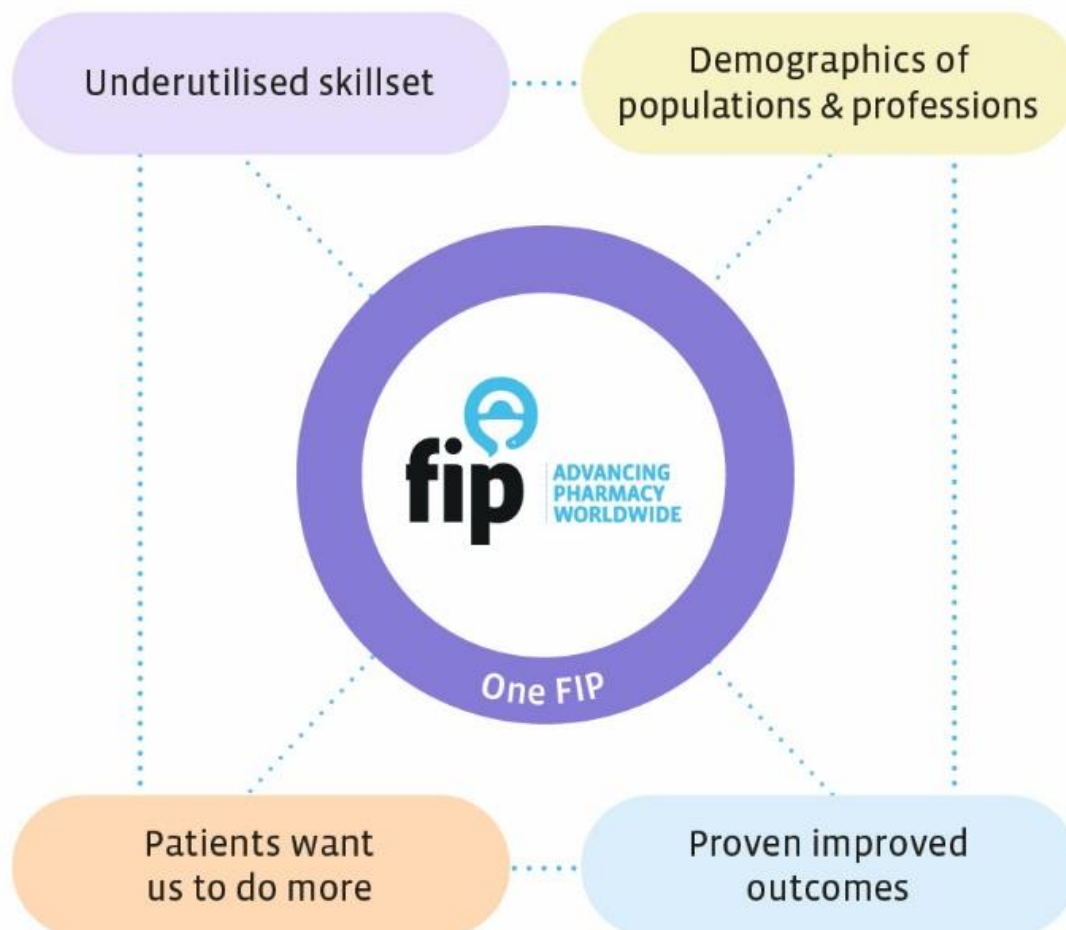 Underutilised skillset
Demographics of
populations & professions
fip
ADVANCING
PHARMACY
WORLDWIDE
One FIP
Patients want
us to do more
Proven improved
outcomes